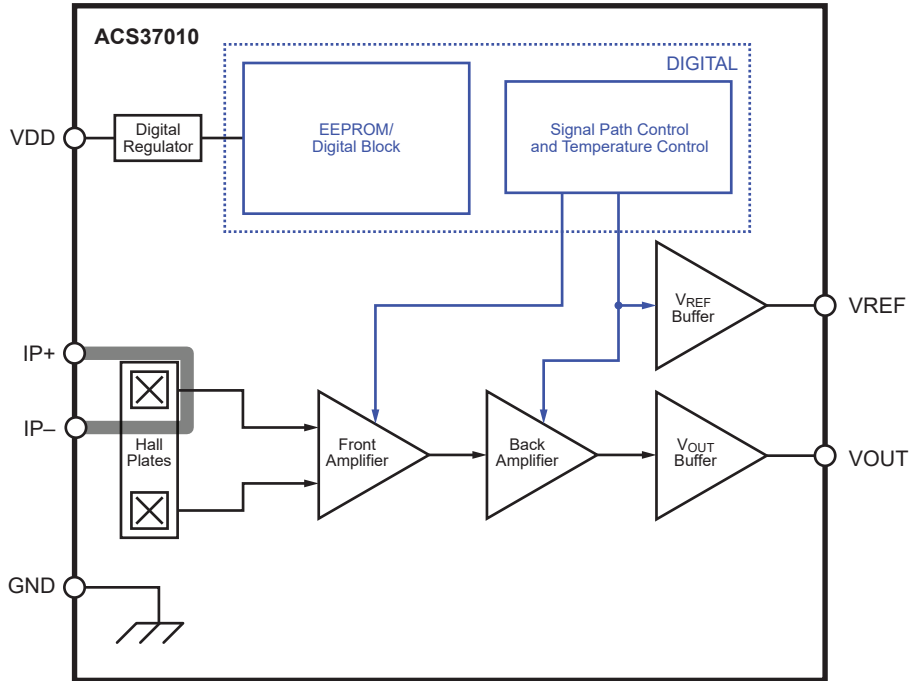 ACS37010
DIGITAL
VDD
Digital
Regulator
EEPROM/
Digital Block
Signal Path Control
and Temperature Control
VREF
Buffer
VREF
IP+
IP–
Hall
Plates
Front
Amplifier
Back
Amplifier
VOUT
Buffer
VOUT
GND